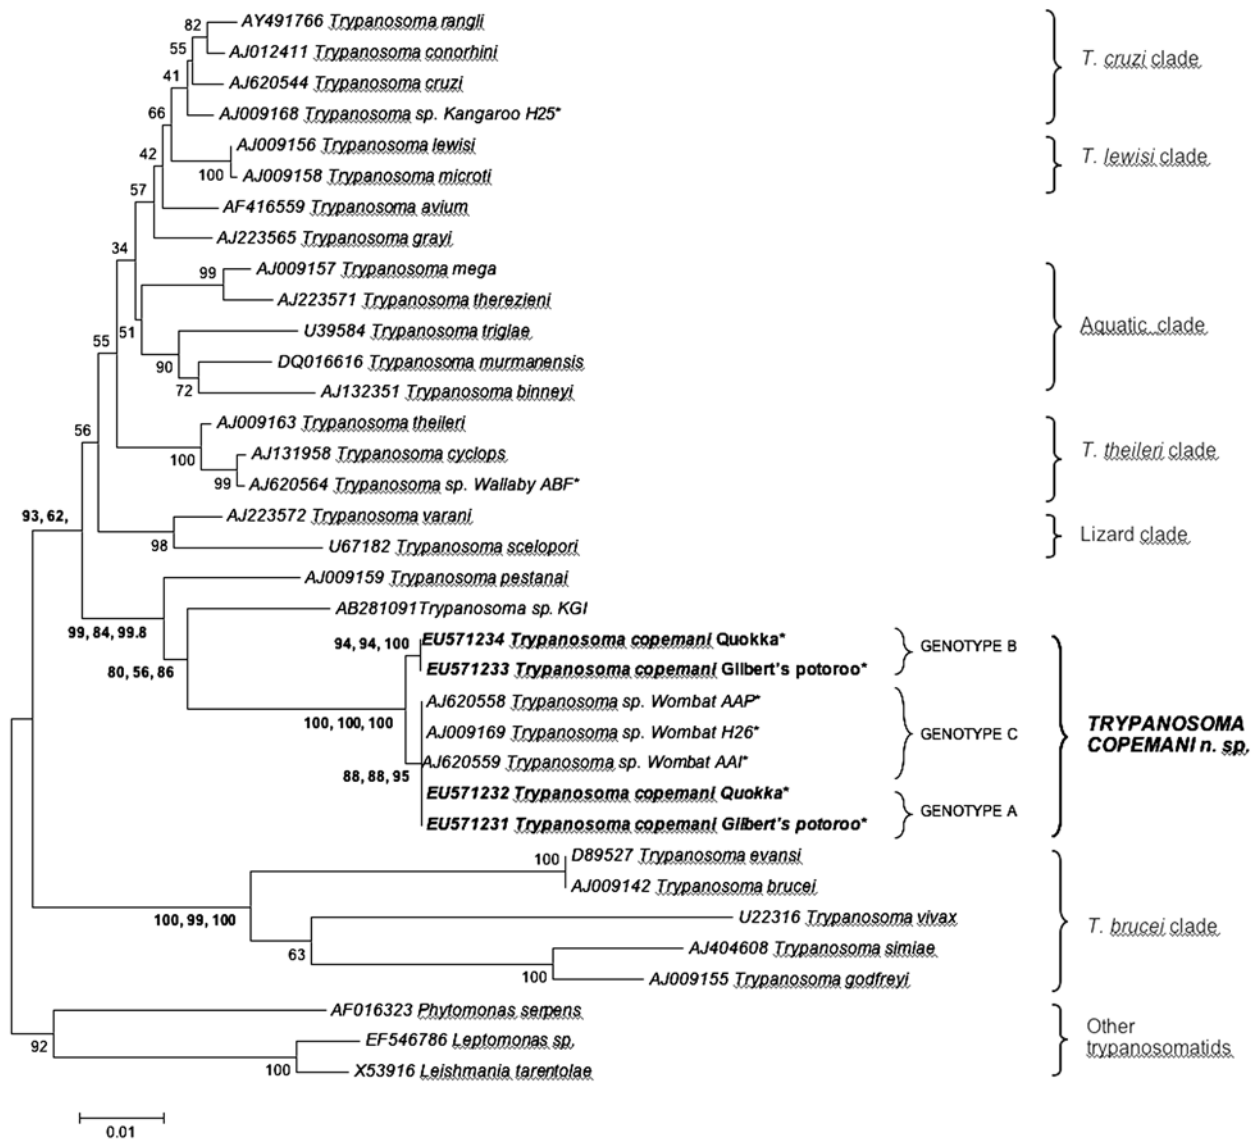 82
AY491766 Trypanosoma rangli
55
AJ012411 Trypanosoma conorhini
T. cruzi clade
41
AJ620544 Trypanosoma cruzi
66
AJ009168 Trypanosoma sp. Kangaroo H25*
AJ009156 Trypanosoma lewisi
42
T. lewisi clade
100
AJ009158 Trypanosoma microti
57
AF416559 Trypanosoma avium
34
AJ223565 Trypanosoma grayi
99
AJ009157 Trypanosoma mega
AJ223571 Trypanosoma therezieni
55
51
U39584 Trypanosoma triglae
Aquatic clade
90
DQ016616 Trypanosoma murmanensis
72
AJ132351 Trypanosoma binneyi
56
AJ009163 Trypanosoma theileri
100
AJ131958 Trypanosoma cyclops
T. theileri clade
99
AJ620564 Trypanosoma sp. Wallaby ABF*
93, 62,
AJ223572 Trypanosoma varani
Lizard clade
98
U67182 Trypanosoma scelopori
AJ009159 Trypanosoma pestanai
AB281091Trypanosoma sp. KGI
99, 84, 99.8
94, 94, 100
EU571234 Trypanosoma copemani Quokka*
GENOTYPE B
80, 56, 86
EU571233 Trypanosoma copemani Gilbert's potoroo*
AJ620558 Trypanosoma sp. Wombat AAP*
100, 100, 100
AJ009169 Trypanosoma sp. Wombat H26*
GENOTYPE C
TRYPANOSOMA
COPEMANI n. sp.
AJ620559 Trypanosoma sp. Wombat AAI*
88, 88, 95
EU571232 Trypanosoma copemani Quokka*
GENOTYPE A
EU571231 Trypanosoma copemani Gilbert's potoroo*
100
D89527 Trypanosoma evansi
AJ009142 Trypanosoma brucei
100, 99, 100
U22316 Trypanosoma vivax
T. brucei clade
63
AJ404608 Trypanosoma simiae
100
AJ009155 Trypanosoma godfreyi
AF016323 Phytomonas serpens
Other
trypanosomatids
92
EF546786 Leptomonas sp.
100
X53916 Leishmania tarentolae
0.01